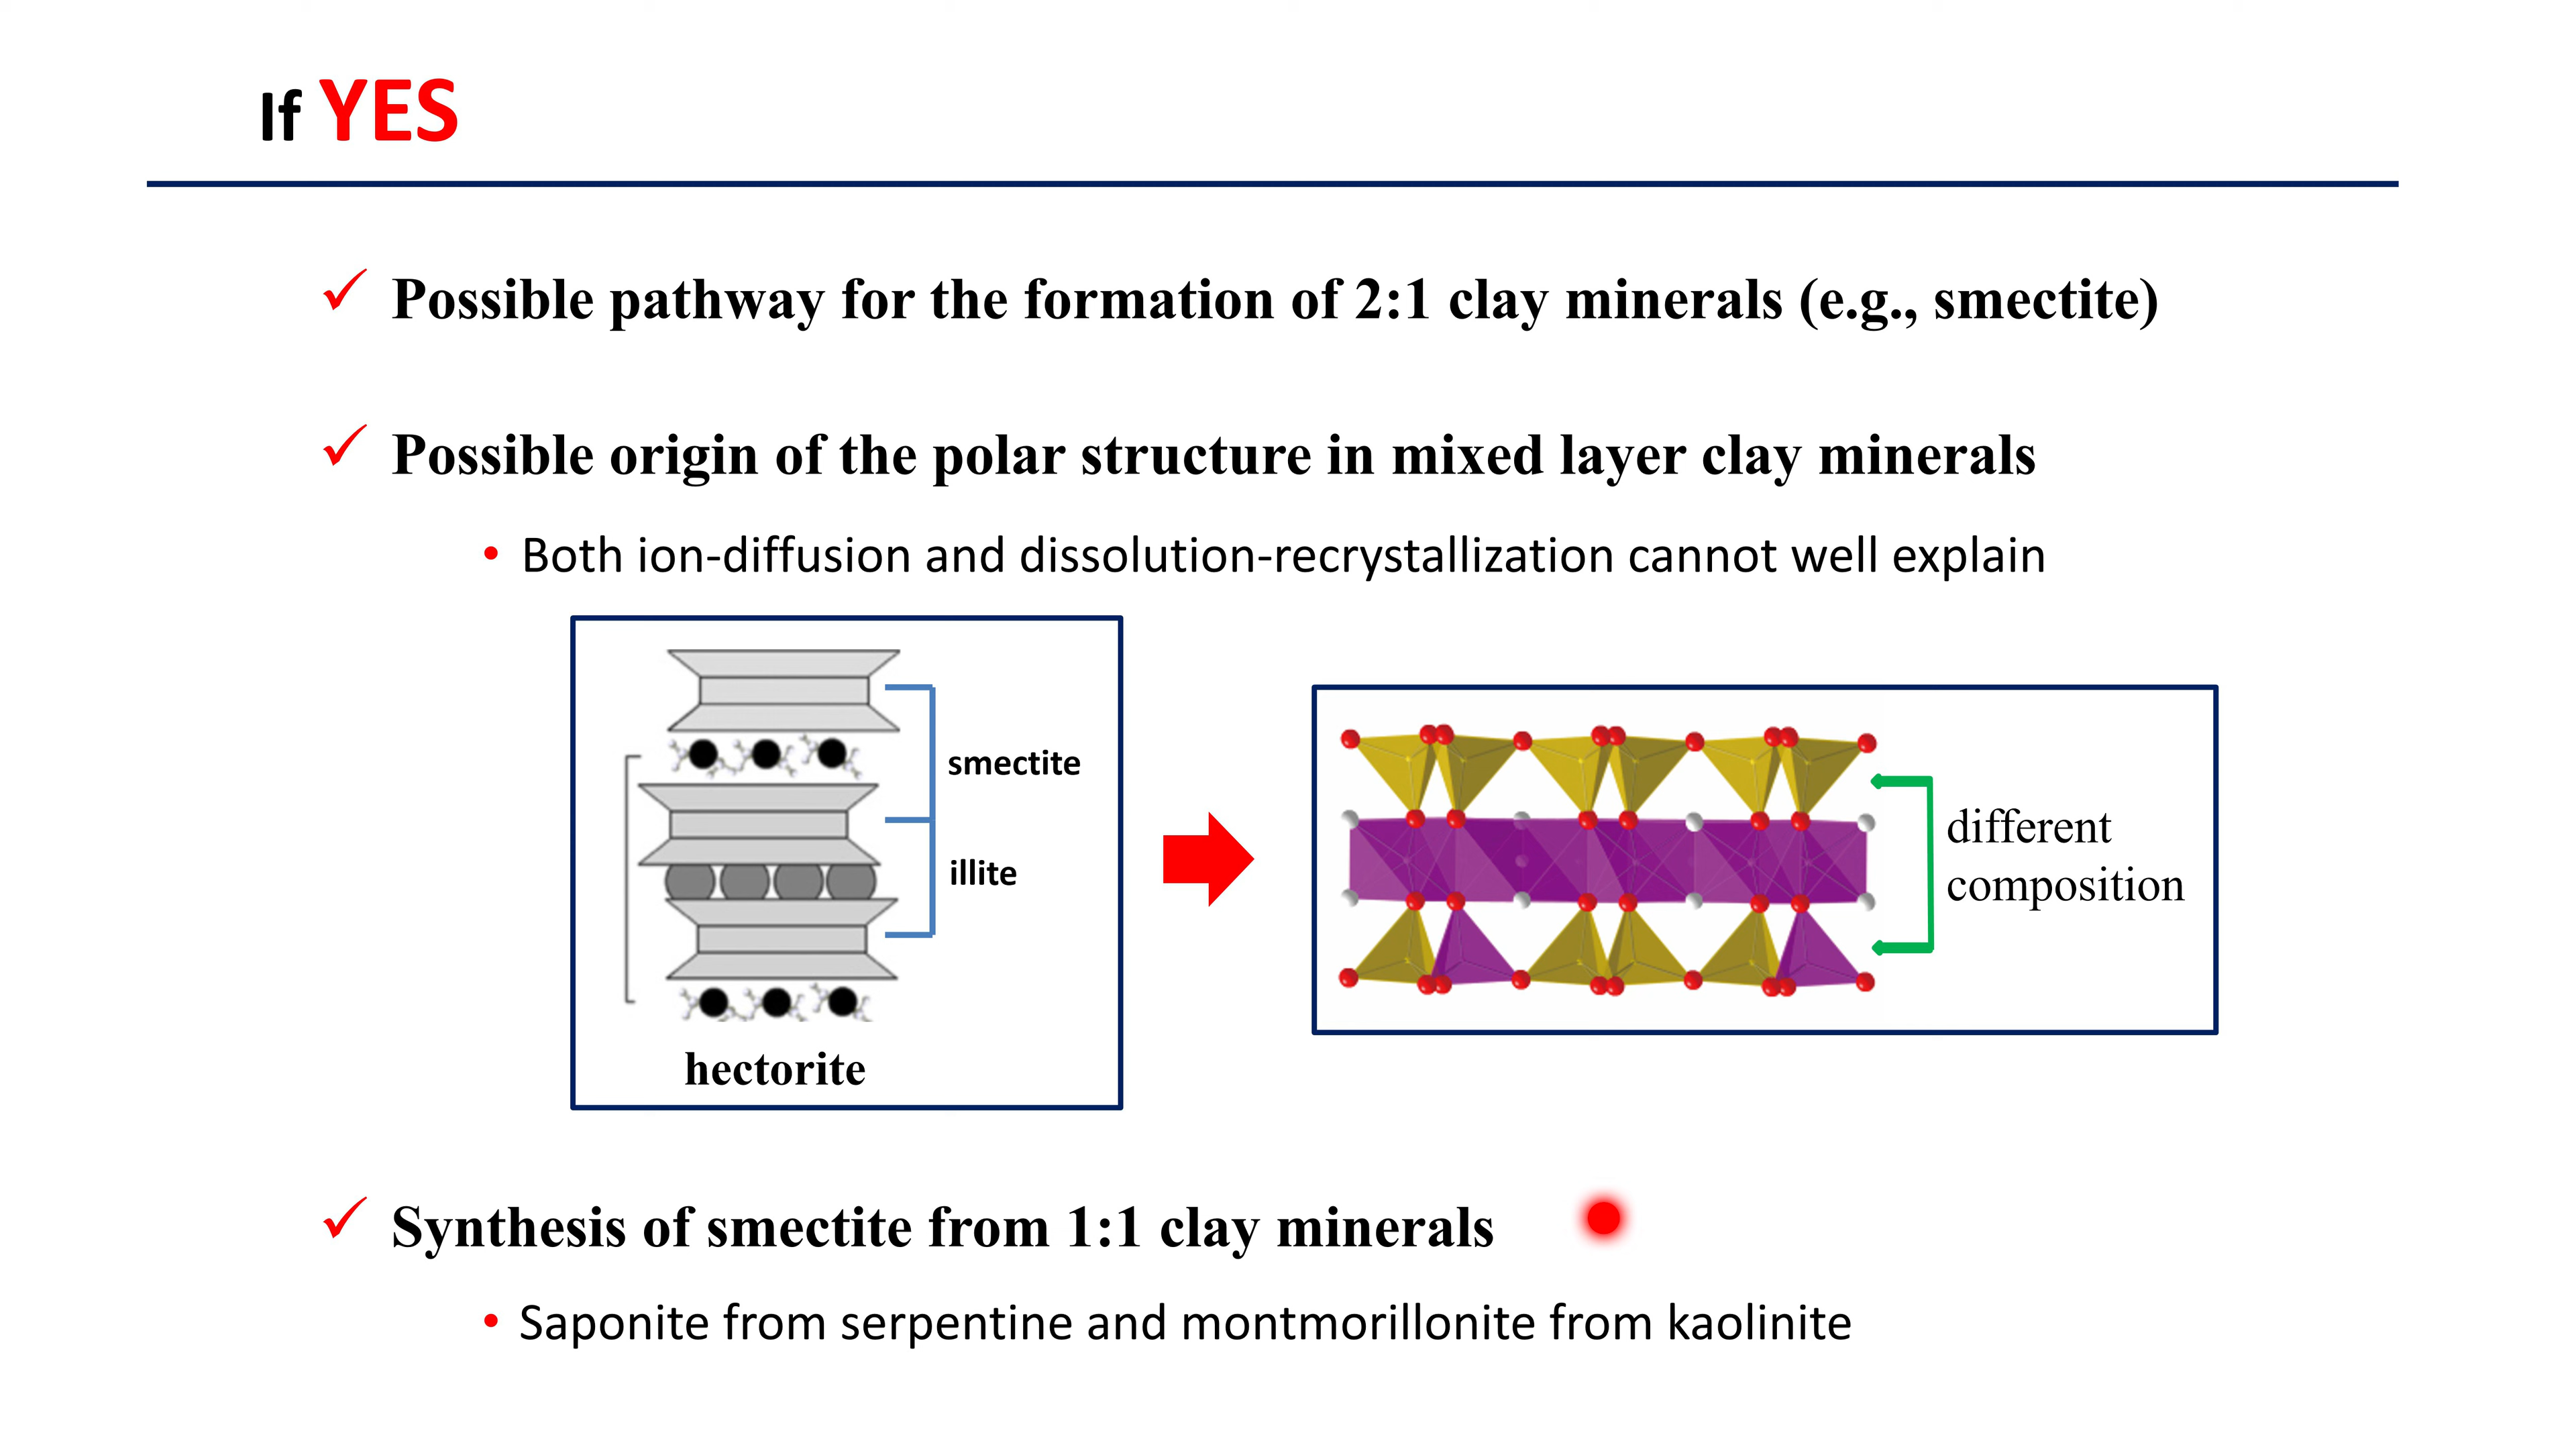 If YES
✓ Possible pathway for the formation of 2:1 clay minerals (e.g., smectite)
✓ Possible origin of the polar structure in mixed layer clay minerals
• Both ion-diffusion and dissolution-recrystallization cannot well explain
smectite
illite
hectorite
different
composition
✓ Synthesis of smectite from 1:1 clay minerals
• Saponite from serpentine and montmorillonite from kaolinite